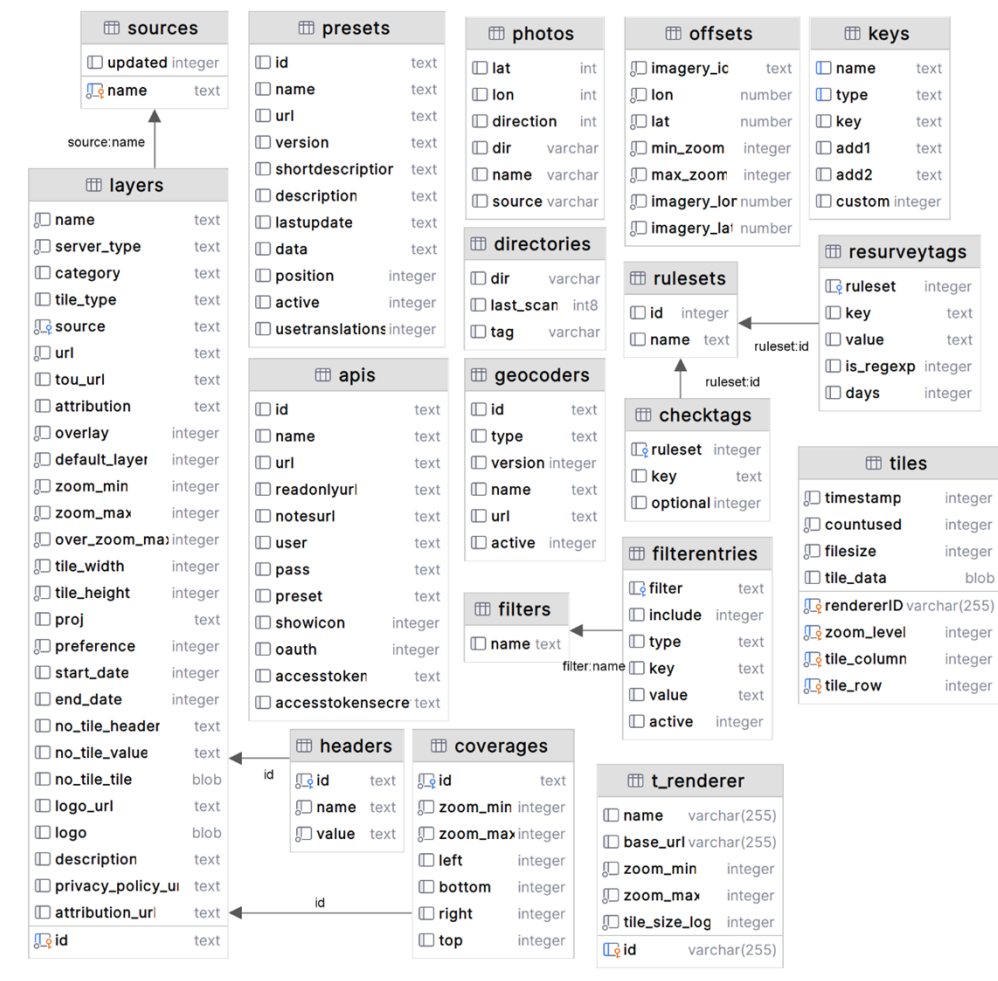 sources
updated integer
name text
source:name
layers
name text
server_type text
category text
tile_type text
source text
url text
tou_url text
attribution text
overlay integer
default_layer integer
zoom_min integer
zoom_max integer
over_zoom_max integer
tile_width integer
tile_height integer
proj text
preference integer
start_date integer
end_date integer
no_tile_header text
no_tile_value text
no_tile_tile blob
logo_url text
logo blob
description text
privacy_policy_ text
attribution_url text
id text
presets
id text
name text
url text
version text
shortdescription text
description text
lastupdate text
data text
position integer
active integer
usetranslations integer
apis
id text
name text
url text
readonlyurl text
notesurl text
user text
pass text
preset text
showicon integer
oauth integer
accesstoken text
accesstokensecre text
headers
id text
name text
value text
id
coverages
id text
zoom_min integer
zoom_max integer
left integer
bottom integer
right integer
top integer
id
photos
lat int
lon int
direction int
dir varchar
name varchar
source varchar
directories
dir varchar
last_scan int8
tag varchar
geocoders
id text
type text
version integer
name text
url text
active integer
filters
name text
filter:name
offsets
imagery_id text
lon number
lat number
min_zoom integer
max_zoom integer
imagery_lon number
imagery_lat number
rulesets
id integer
name text
ruleset:id
ruleset:id
checktags
ruleset integer
key text
optional integer
filterentries
filter text
include integer
type text
key text
value text
active integer
t_renderer
name varchar(255)
base_url varchar(255)
zoom_min integer
zoom_max integer
tile_size_log integer
id varchar(255)
keys
name text
type text
key text
add1 text
add2 text
custom integer
resurveytags
ruleset integer
key text
value text
is_regexp integer
days integer
tiles
timestamp integer
countused integer
filesize integer
tile_data blob
rendererID varchar(255)
zoom_level integer
tile_column integer
tile_row integer